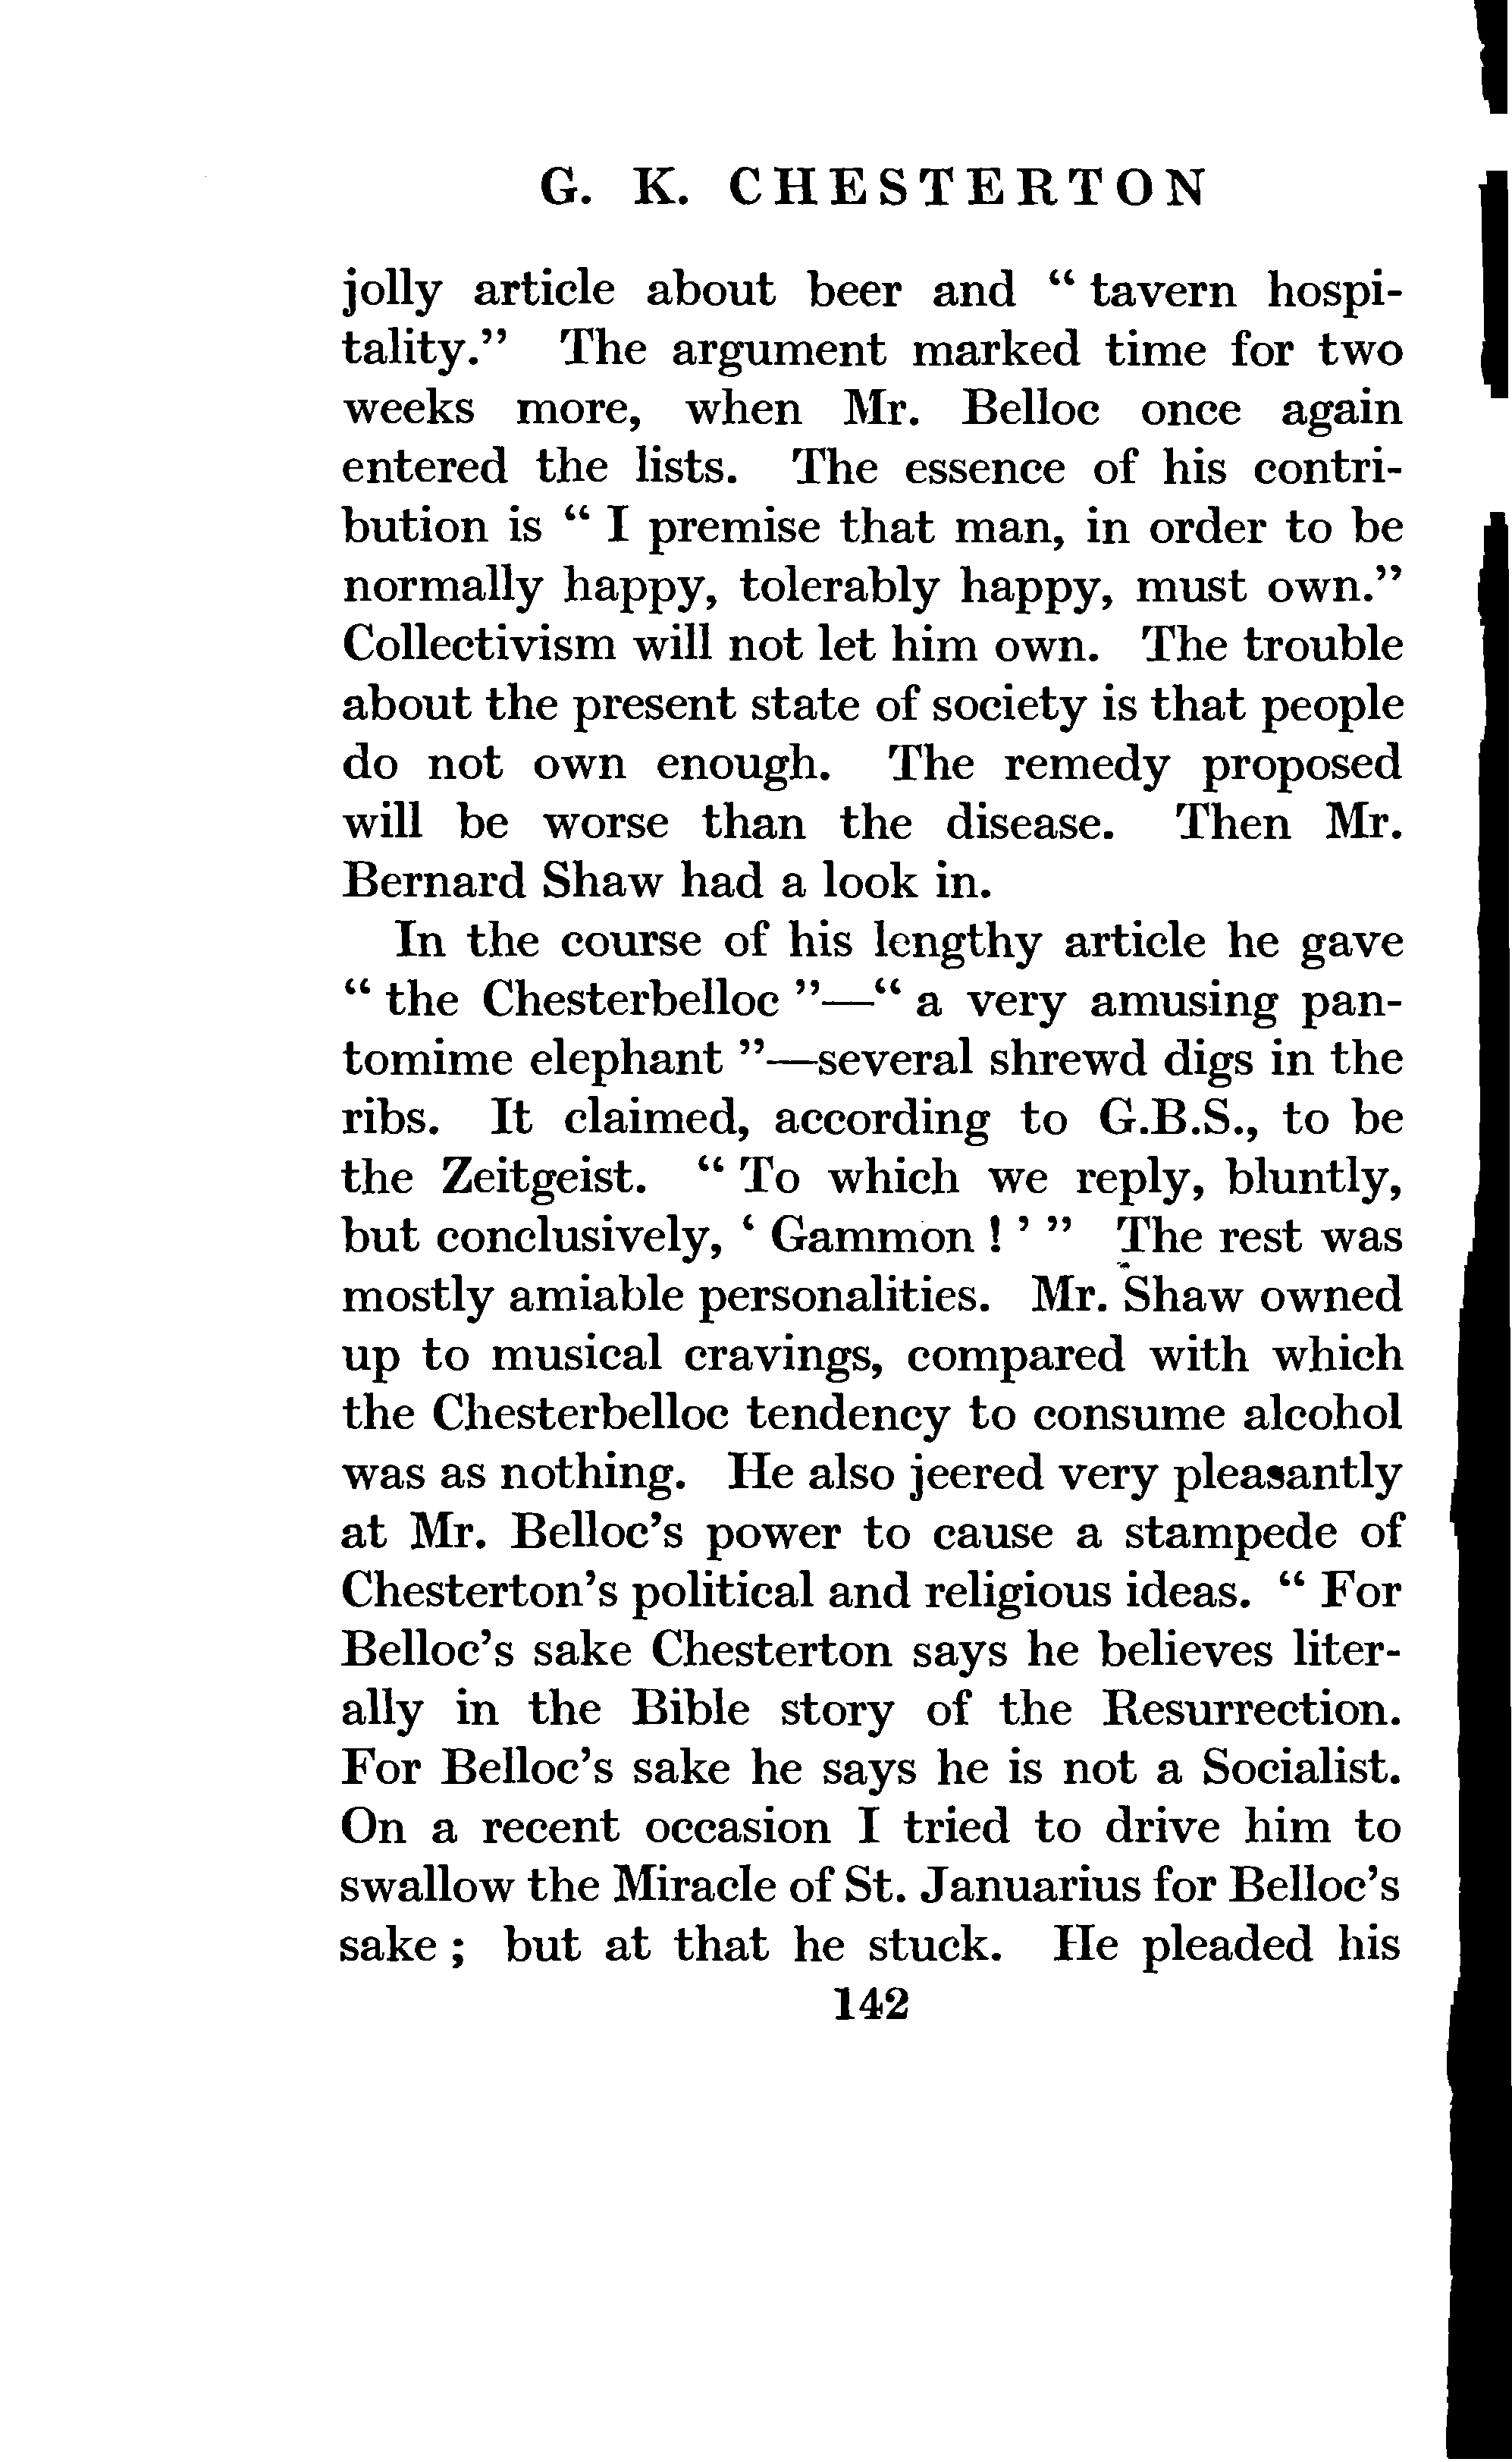 G. K. CHESTERTON
jolly article about beer and “ tavern hospi-
tality.” The argument marked time for two
weeks more, when Mr. Belloc once again
entered the lists. The essence of his contri-
bution is “ I premise that man, in order to be
normally happy, tolerably happy, must own.”
Collectivism will not let him own. The trouble
about the present state of society is that people
do not own enough. The remedy proposed
will be worse than the disease. Then Mr.
Bernard Shaw had a look in.
In the course of his lengthy article he gave
“ the Chesterbelloc ”—“ a very amusing pan-
tomime elephant ”—several shrewd digs in the
ribs. It claimed, according to G.B.S., to be
the Zeitgeist. “ To which we reply, bluntly,
but conclusively, ‘ Gammon ! ’ ” The rest was
mostly amiable personalities. Mr. Shaw owned
up to musical cravings, compared with which
the Chesterbelloc tendency to consume alcohol
was as nothing. He also jeered very pleasantly
at Mr. Belloc’s power to cause a stampede of
Chesterton’s political and religious ideas. “ For
Belloc’s sake Chesterton says he believes liter-
ally in the Bible story of the Resurrection.
For Belloc’s sake he says he is not a Socialist.
On a recent occasion I tried to drive him to
swallow the Miracle of St. Januarius for Belloc’s
sake ; but at that he stuck. He pleaded his
142